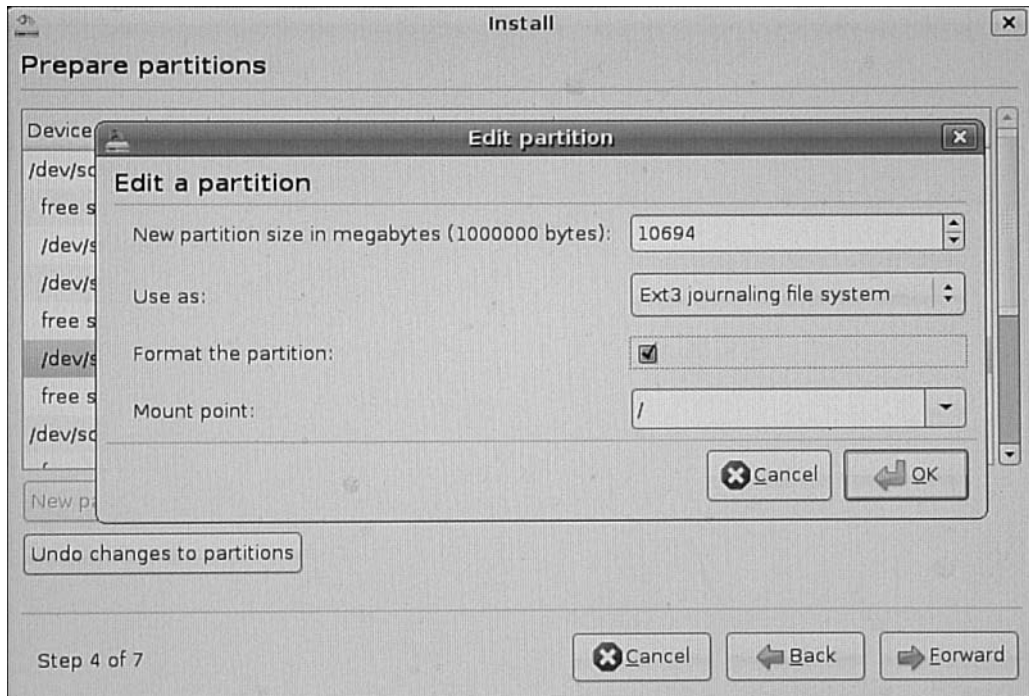 Install
Prepare partitions
Device
Edit partition
/dev/sd
Edit a partition
free s
New partition size in megabytes (1000000 bytes): 10694
/dev/s
/dev/s
Use as: Ext3 journaling file system
free s
/dev/s
Format the partition:
free s
Mount point: /
/dev/sd
Cancel OK
New pa
Undo changes to partitions
Step 4 of 7
Cancel Back Forward